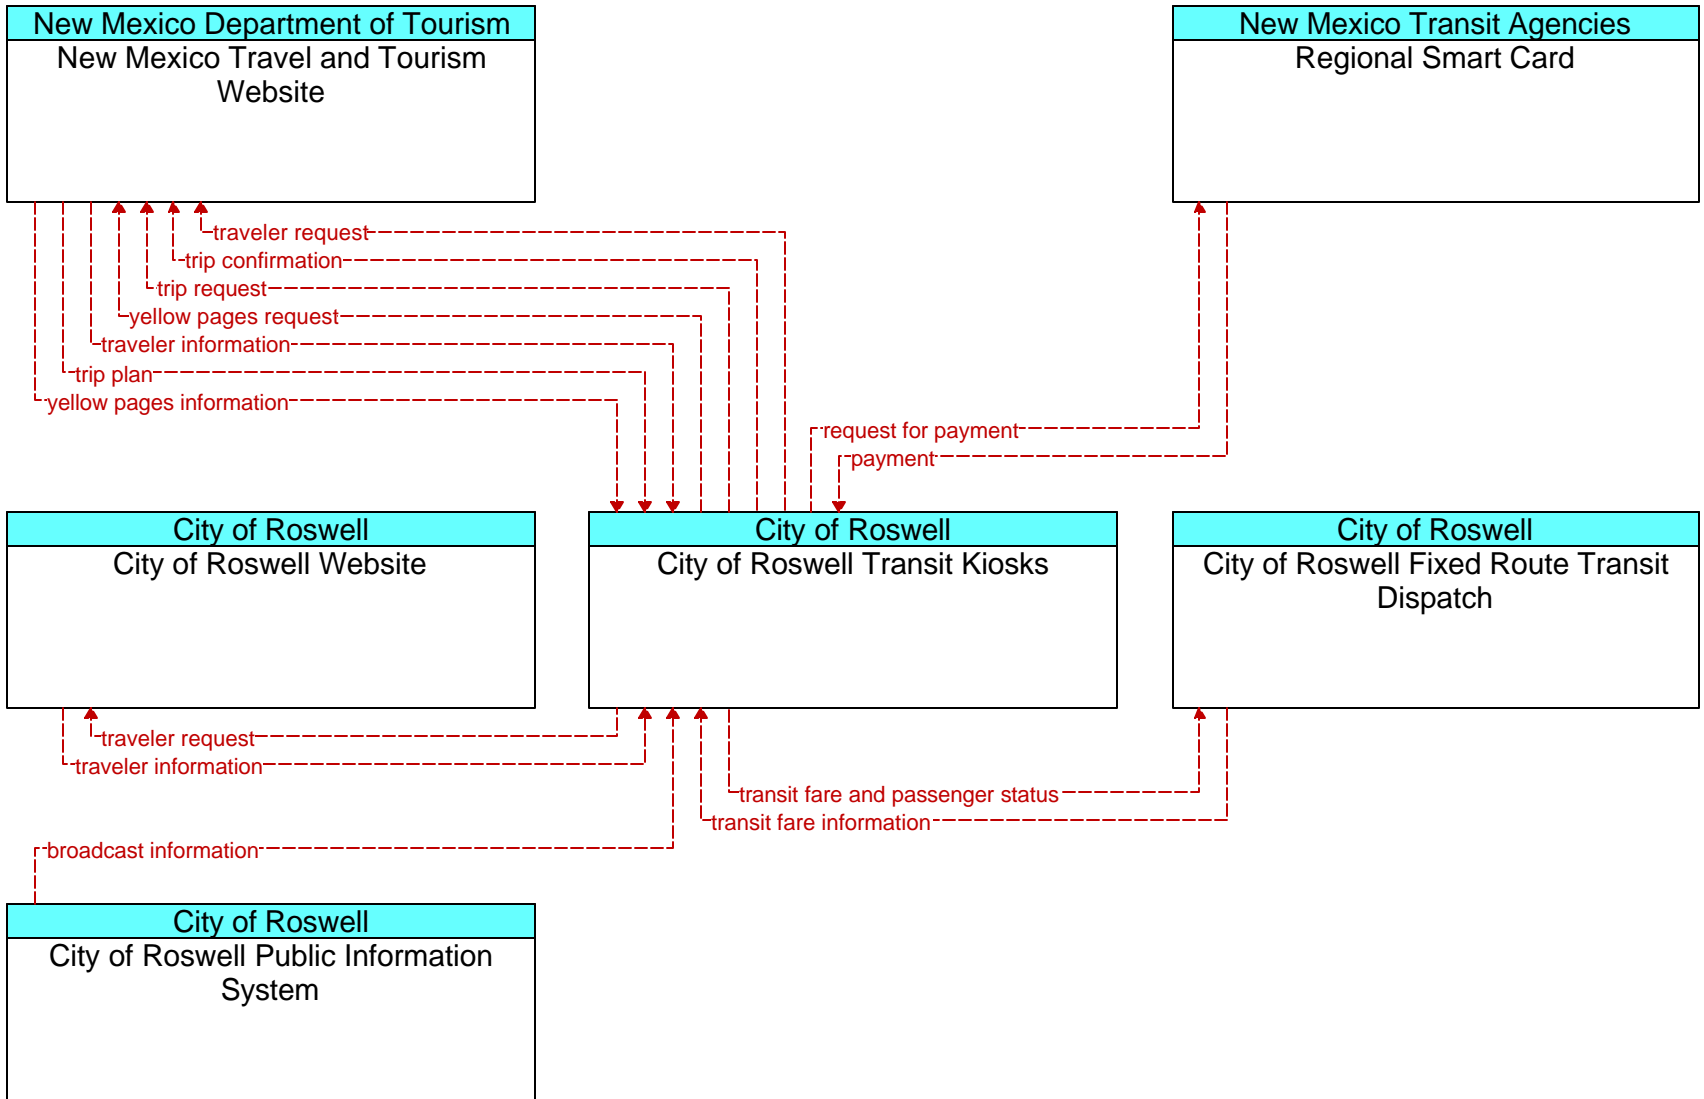 New Mexico Department of Tourism
New Mexico Travel and Tourism
Website
New Mexico Transit Agencies
Regional Smart Card
traveler request
trip confirmation
trip request
yellow pages request
traveler information
trip plan
yellow pages information
request for payment
payment
City of Roswell
City of Roswell Website
City of Roswell
City of Roswell Transit Kiosks
City of Roswell
City of Roswell Fixed Route Transit
Dispatch
traveler request
traveler information
transit fare and passenger status
transit fare information
broadcast information
City of Roswell
City of Roswell Public Information
System